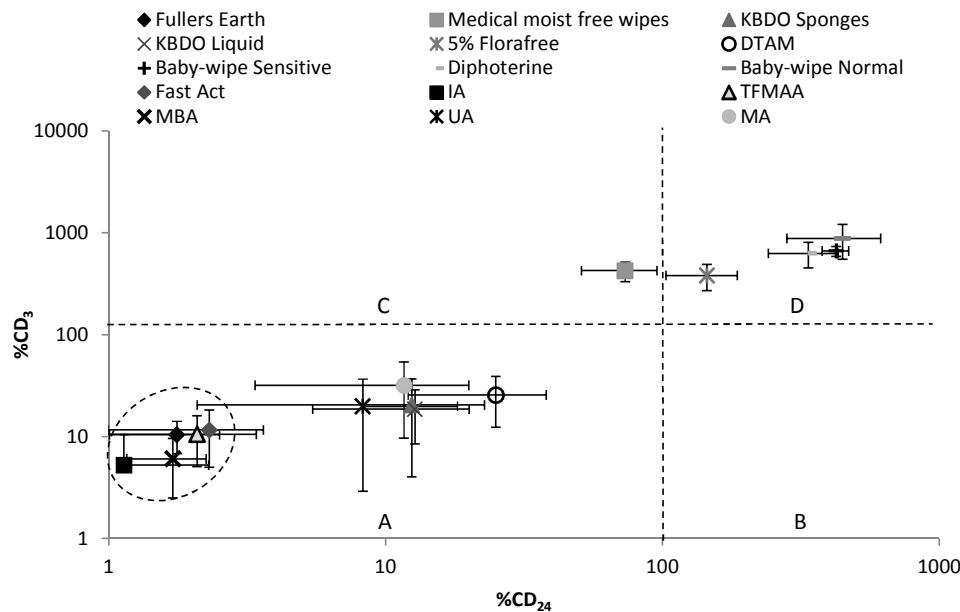 Fullers Earth Medical moist free wipes KBDO Sponges
KBDO Liquid 5% Florafree DTAM
Baby-wipe Sensitive Diphoterine Baby-wipe Normal
Fast Act IA TFMAA
MBA UA MA
10000
1000
C D
100
10
A B
1
1 10 100 1000
%CD3
%CD24